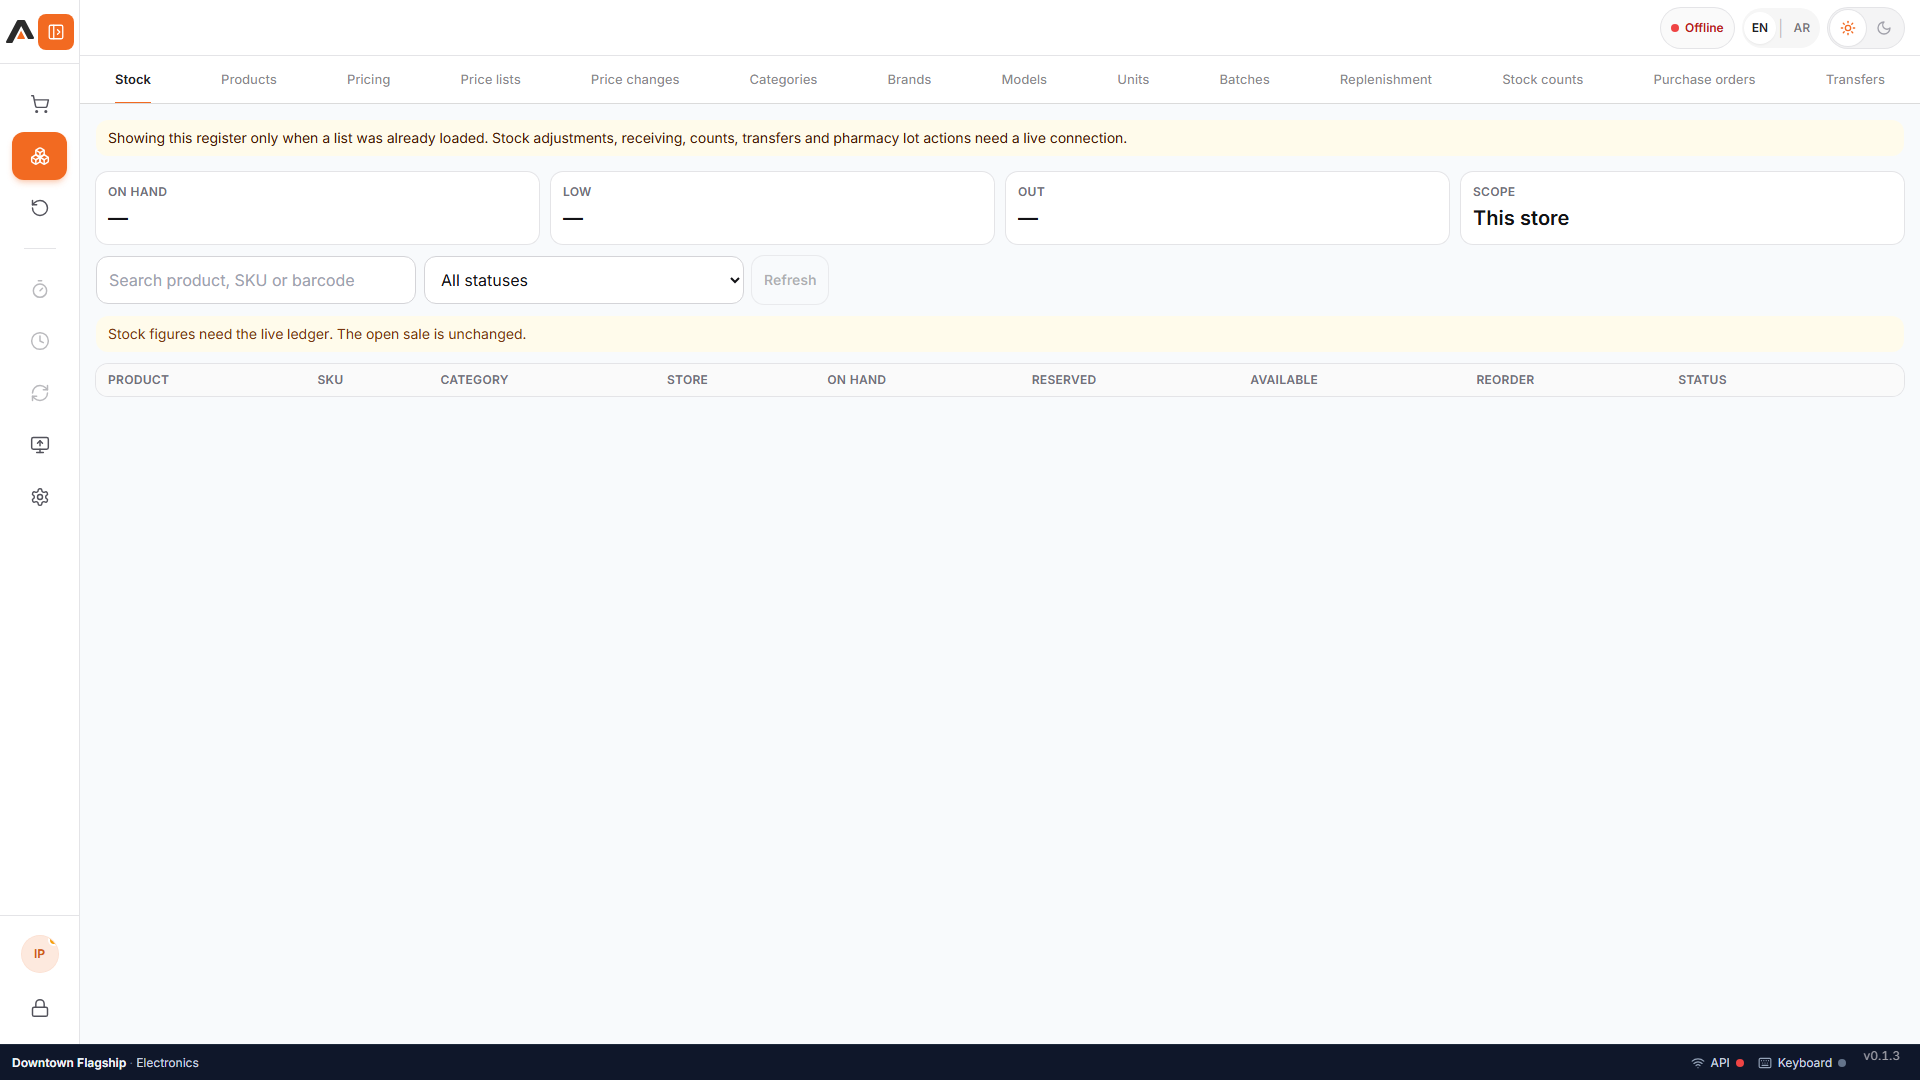 Offline
EN
AR
Stock
Products
Pricing
Price lists
Price changes
Categories
Brands
Models
Units
Batches
Replenishment
Stock counts
Purchase orders
Transfers
Showing this register only when a list was already loaded. Stock adjustments, receiving, counts, transfers and pharmacy lot actions need a live connection.
ON HAND
—
LOW
—
OUT
—
SCOPE
This store
Search product, SKU or barcode
All statuses
Refresh
Stock figures need the live ledger. The open sale is unchanged.
PRODUCT
SKU
CATEGORY
STORE
ON HAND
RESERVED
AVAILABLE
REORDER
STATUS
IP
Downtown Flagship · Electronics
API
Keyboard
v0.1.3